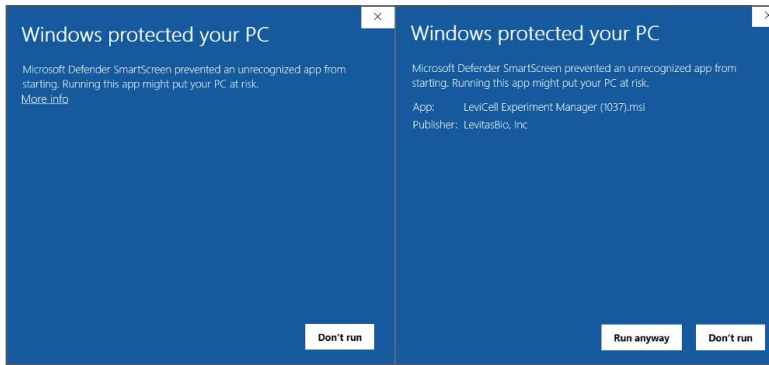 Windows protected your PC
Microsoft Defender SmartScreen prevented an unrecognized app from
starting. Running this app might put your PC at risk.
More info
Don't run
Windows protected your PC
Microsoft Defender SmartScreen prevented an unrecognized app from
starting. Running this app might put your PC at risk.
App: LeviCell Experiment Manager (1037).msi
Publisher: LevitasBio, Inc
Run anyway Don't run